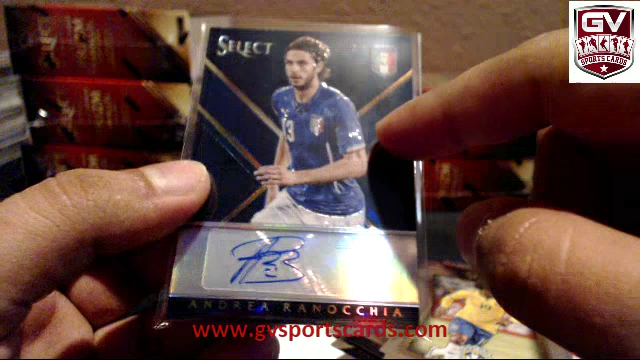 GV
SPORTS CARDS
SELECT
ANDREA RANOCCHIA
www.gvsportscards.com